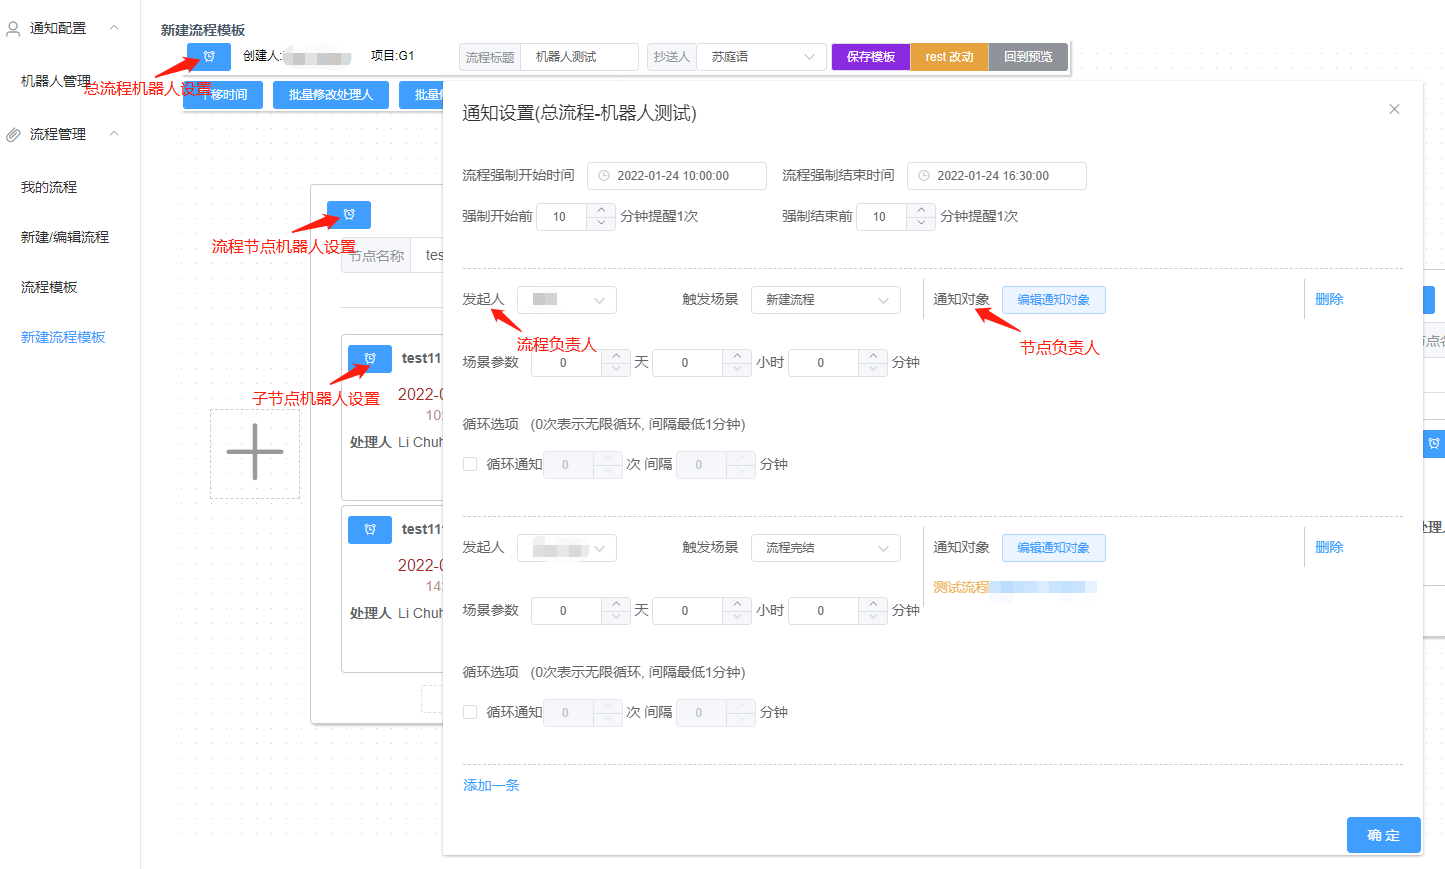 通知配置
机器人管理
流程管理
我的流程
新建/编辑流程
流程模板
新建流程模板
新建流程模板
创建人:
项目:G1
流程标题
机器人测试
抄送人
苏庭语
保存模板
rest 改动
回到预览
总流程机器人设置
移时间
批量修改处理人
批量
流程节点机器人设置
节点名称
tes
test11
2022-0
10:
子节点机器人设置
处理人 Li Chuh
test11
2022-0
14:
处理人 Li Chuh
通知设置(总流程-机器人测试)
流程强制开始时间
2022-01-24 10:00:00
流程强制结束时间
2022-01-24 16:30:00
强制开始前 10 分钟提醒1次
强制结束前 10 分钟提醒1次
发起人
触发场景
新建流程
通知对象
编辑通知对象
删除
流程负责人
节点负责人
场景参数 0 天 0 小时 0 分钟
循环选项 (0次表示无限循环, 间隔最低1分钟)
循环通知 0 次 间隔 0 分钟
发起人
触发场景
流程完结
通知对象
编辑通知对象
删除
测试流程
场景参数 0 天 0 小时 0 分钟
循环选项 (0次表示无限循环, 间隔最低1分钟)
循环通知 0 次 间隔 0 分钟
添加一条
确 定
点名
处理人